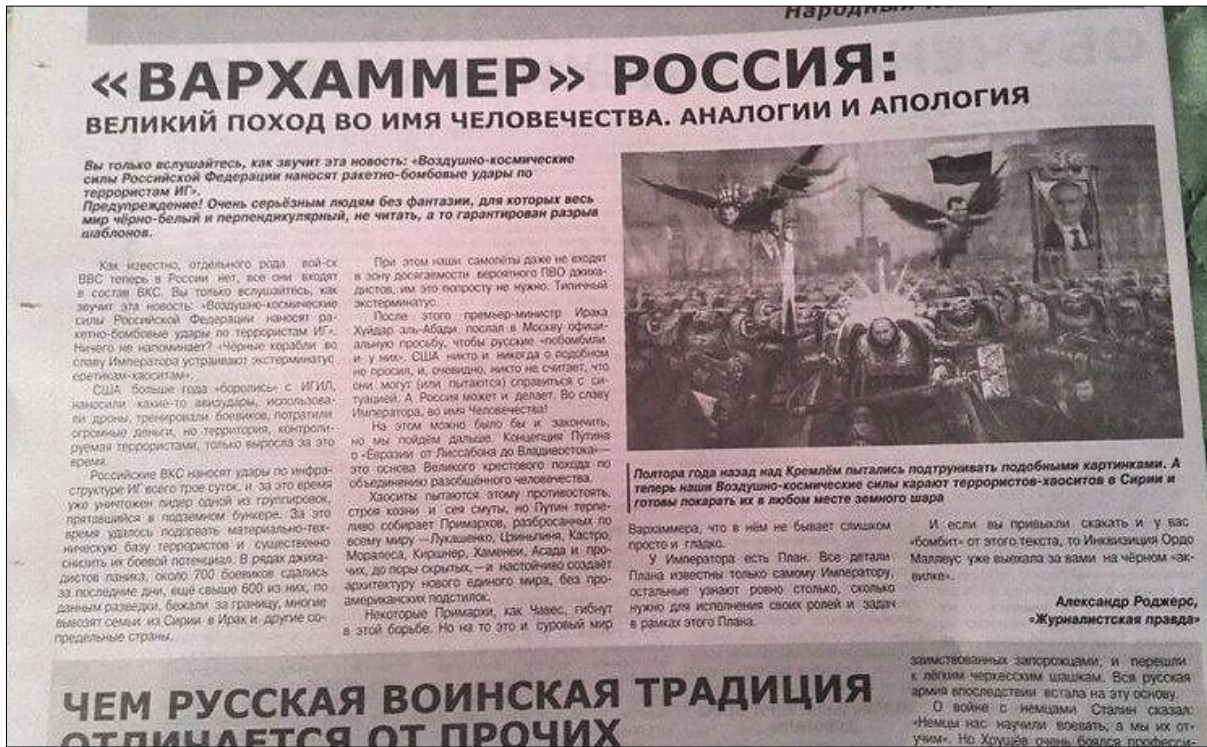 Народный
«ВАРХАММЕР» РОССИЯ:
ВЕЛИКИЙ ПОХОД ВО ИМЯ ЧЕЛОВЕЧЕСТВА. АНАЛОГИИ И АПОЛОГИЯ
Вы только вслушайтесь, как звучит эта новость: «Воздушно-космические
силы Российской Федерации наносят ракетно-бомбовые удары по
террористам ИГ».
Предупреждение! Очень серьёзным людям без фантазии, для которых весь
мир чёрно-белый и перпендикулярный, не читать, а то гарантирован разрыв
шаблонов.
Как известно, отдельного рода вой-ск
ВВС теперь в России нет, все они входят
в состав ВКС. Вы только вслушайтесь, как
звучит эта новость: «Воздушно-космические
силы Российской Федерации наносят ра-
кетно-бомбовые удары по террористам ИГ».
Ничего не напоминает? «Чёрные корабли во
славу Императора устраивают экстерминатус
еретикам-хаоситам».
США больше года «боролись» с ИГИЛ,
наносили какие-то авиаудары, использова-
ли дроны, тренировали боевиков, потратили
огромные деньги, но территория, контроли-
руемая террористами, только выросла за это
время.
Российские ВКС наносят удары по инфра-
структуре ИГ всего трое суток, и за это время
уже уничтожен лидер одной из группировок,
прятавшийся в подземном бункере. За это
время удалось подорвать материально-тех-
ническую базу террористов и существенно
снизить их боевой потенциал. В рядах джиха-
дистов паника, около 700 боевиков сдались
за последние дни, ещё свыше 600 из них, по
данным разведки, бежали за границу, многие
вывозят семьи из Сирии в Ирак и другие со-
предельные страны.
При этом наши самолёты даже не входят
в зону досягаемости вероятного ПВО джиха-
дистов, им это попросту не нужно. Типичный
экстерминатус.
После этого премьер-министр Ирака
Хуйдар аль-Абади послал в Москву офици-
альную просьбу, чтобы русские «побомбили
и у них». США никто и никогда о подобном
не просил, и, очевидно, никто не считает, что
они могут (или пытаются) справиться с си-
туацией. А Россия может и делает. Во славу
Императора, во имя Человечества!
На этом можно было бы и закончить,
но мы пойдём дальше. Концепция Путина
о «Евразии от Лиссабона до Владивостока»—
это основа Великого крестового похода по
объединению разобщённого человечества.
Хаоситы пытаются этому противостоять,
строя козни и сея смуты, но Путин терпе-
ливо собирает Примархов, разбросанных по
всему миру — Лукашенко, Цзиньпиня, Кастро,
Моралеса, Киршнер, Хаменеи, Асада и про-
чих, до поры скрытых, — и настойчиво создаёт
архитектуру нового единого мира, без про-
американских подстилок.
Некоторые Примархи, как Чавес, гибнут
в этой борьбе. Но на то это и суровый мир
Полтора года назад над Кремлём пытались подтрунивать подобными картинками. А
теперь наши Воздушно-космические силы карают террористов-хаоситов в Сирии и
готовы покарать их в любом месте земного шара
Вархаммера, что в нём не бывает слишком
просто и гладко.
У Императора есть План. Все детали
Плана известны только самому Императору,
остальные узнают ровно столько, сколько
нужно для исполнения своих ролей и задач
в рамках этого Плана.
И если вы привыкли скакать и у вас
«бомбит» от этого текста, то Инквизиция Ордо
Маллеус уже выехала за вами на чёрном «ак-
вилке».
Александр Роджерс,
«Журналистская правда»
ЧЕМ РУССКАЯ ВОИНСКАЯ ТРАДИЦИЯ
ОТЛИЧАЕТСЯ ОТ ПРОЧИХ
заимствованных запорожцами, и перешли
к лёгким черкесским шашкам. Вся русская
армия впоследствии встала на эту основу.
О войне с немцами Сталин сказал:
«Немцы нас научили воевать, а мы их от-
учим». Но Хрущёв очень боялся професси-